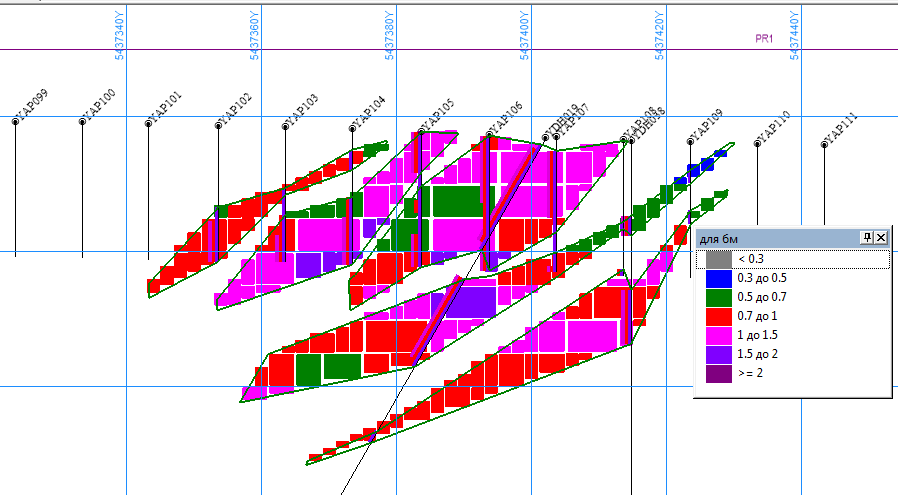 5437340Y
5437360Y
5437380Y
5437400Y
5437420Y
5437440Y
PR1
YAP099
YAP100
YAP101
YAP102
YAP103
YAP104
YAP105
YAP106
YAP107
YAP109
YAP110
YAP111
для бм
< 0.3
0.3 до 0.5
0.5 до 0.7
0.7 до 1
1 до 1.5
1.5 до 2
>= 2